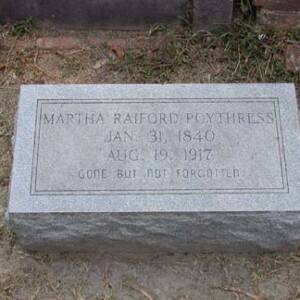 MARTHA RAIFORD POYTHRESS
JAN. 31, 1840
AUG. 19, 1917
GONE BUT NOT FORGOTTEN